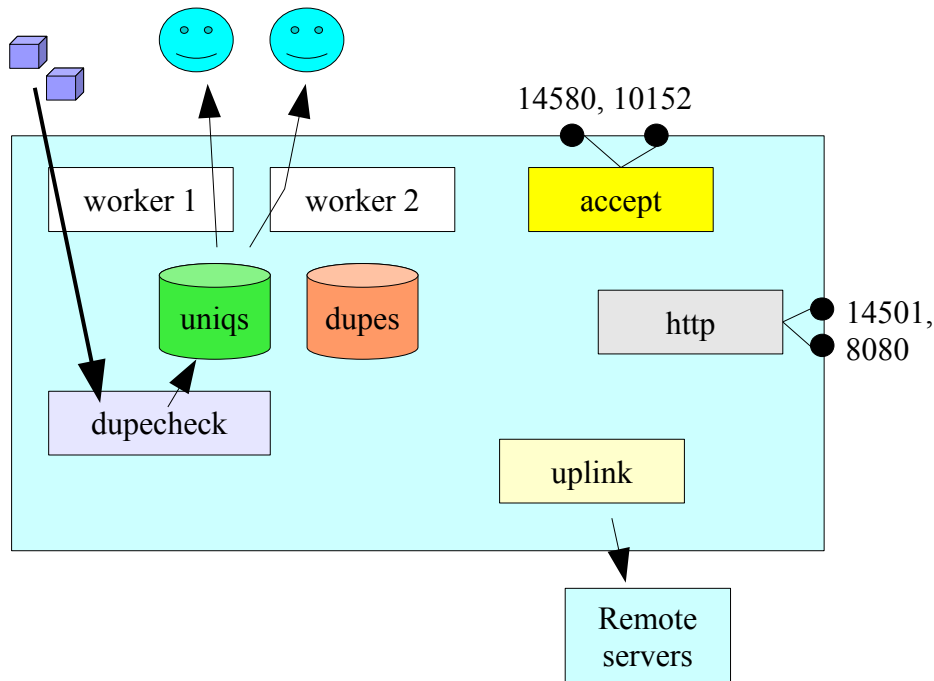 14580, 10152
worker 1
worker 2
accept
uniqs
dupes
http
14501,
8080
dupecheck
uplink
Remote
servers